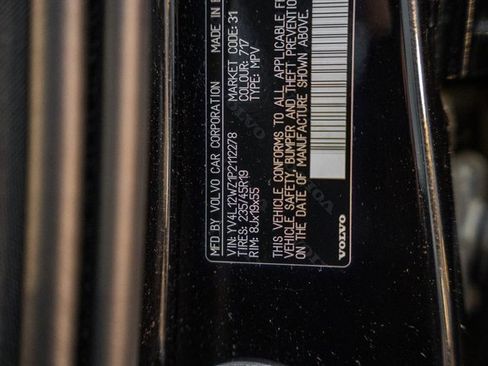 MFD BY VOLVO CAR CORPORATION MADE IN
VIN: YV4L12WZ1P2112278 MARKET CODE: 31
TIRES: 235/45R19 COLOUR: 717
RIM: 8Jx19x55 TYPE: MPV
THIS VEHICLE CONFORMS TO ALL APPLICABLE
VEHICLE SAFETY, BUMPER AND THEFT PREVENTION
ON THE DATE OF MANUFACTURE SHOWN ABOVE.
VOLVO